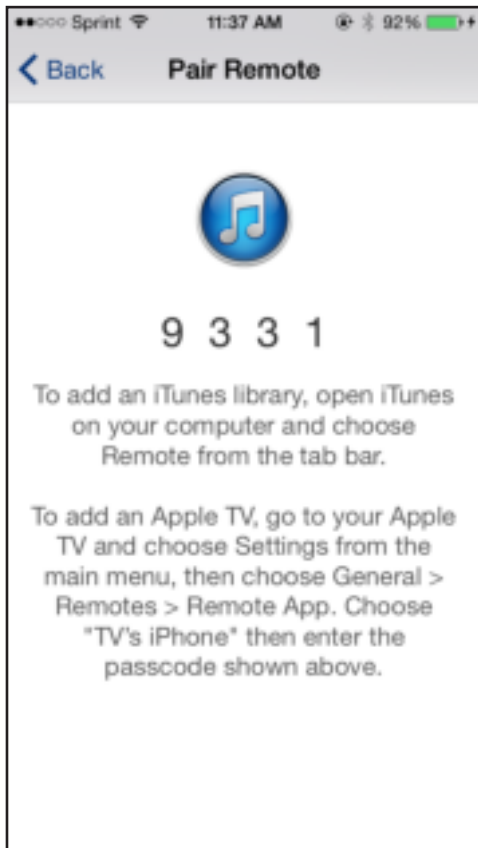 Sprint 11:37 AM 92%
Back Pair Remote
9 3 3 1
To add an iTunes library, open iTunes
on your computer and choose
Remote from the tab bar.
To add an Apple TV, go to your Apple
TV and choose Settings from the
main menu, then choose General >
Remotes > Remote App. Choose
"TV's iPhone" then enter the
passcode shown above.